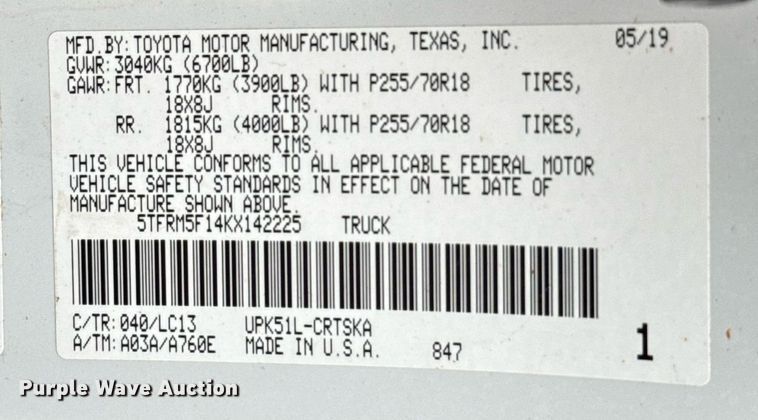 MFD.BY: TOYOTA MOTOR MANUFACTURING, TEXAS, INC. 05/19
GVWR: 3040KG (6700LB)
GAWR: FRT. 1770KG (3900LB) WITH P255/70R18 TIRES,
18X8J RIMS.
RR. 1815KG (4000LB) WITH P255/70R18 TIRES,
18X8J RIMS.
THIS VEHICLE CONFORMS TO ALL APPLICABLE FEDERAL MOTOR
VEHICLE SAFETY STANDARDS IN EFFECT ON THE DATE OF
MANUFACTURE SHOWN ABOVE.
5TFRM5F14KX142225 TRUCK
C/TR: 040/LC13 UPK51L-CRTSKA
A/TM: A03A/A760E MADE IN U.S.A. 847 1
Purple Wave Auction